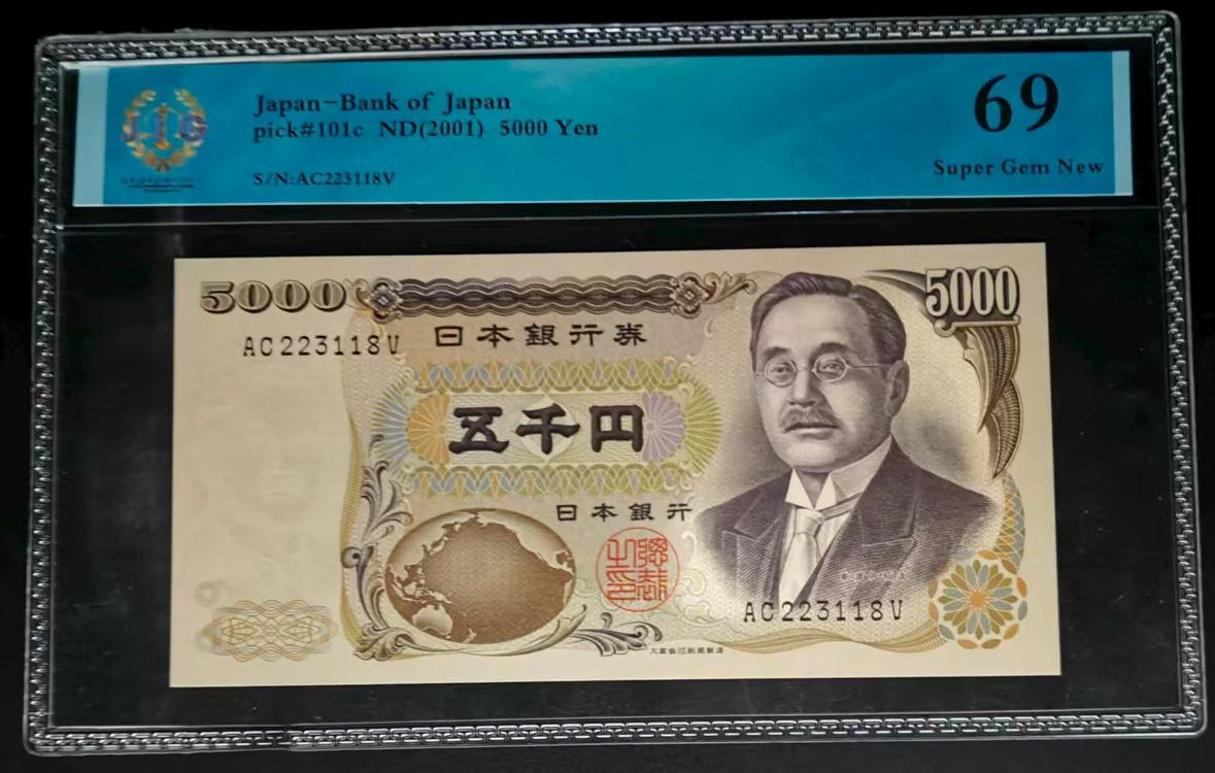 Japan-Bank of Japan
pick#101c ND(2001) 5000 Yen
S/N:AC223118V
69
Super Gem New
5000
5000
AC223118V
日本銀行券
五千円
日本銀行
AC223118V